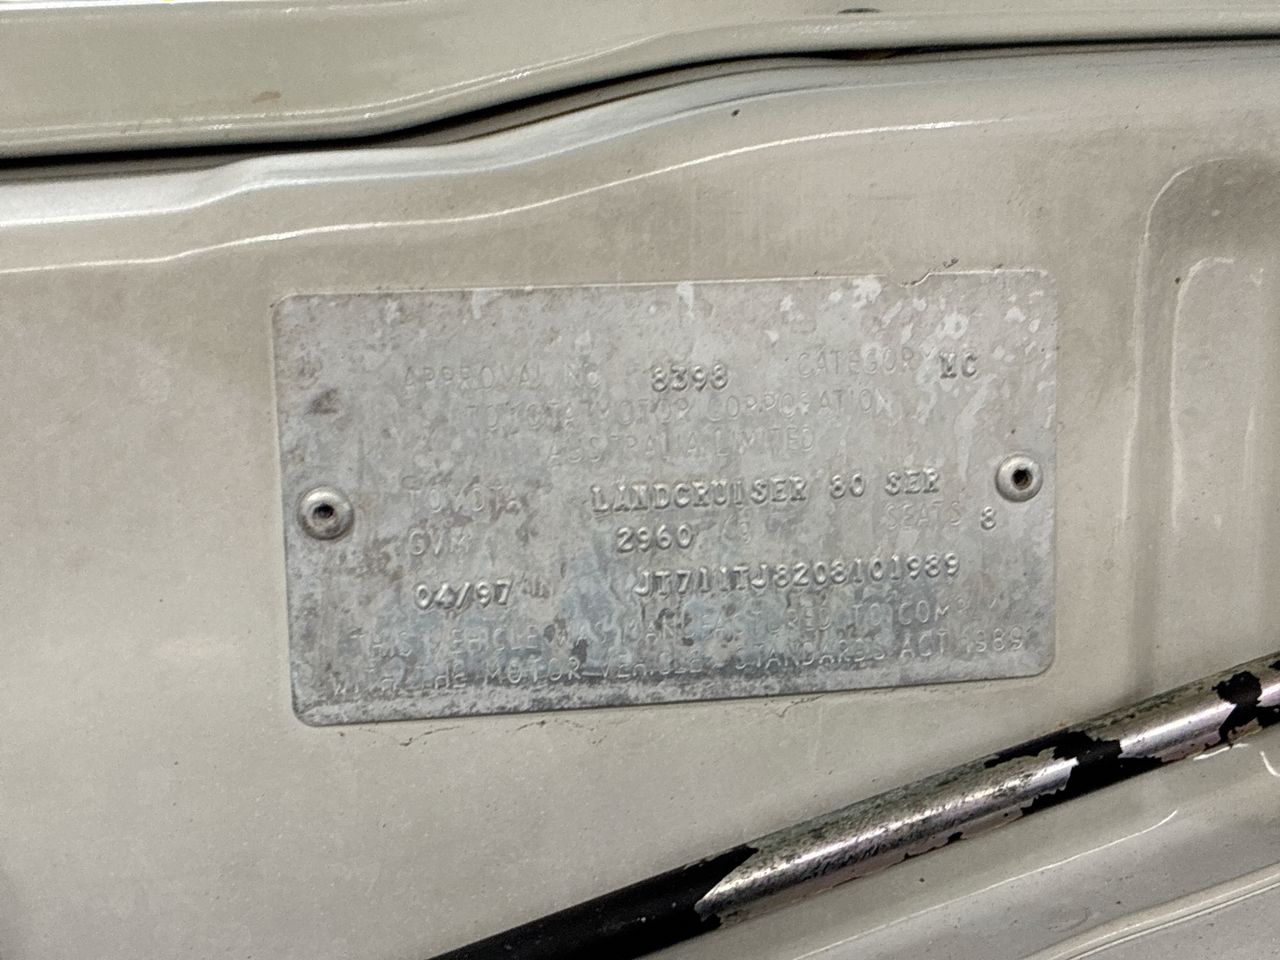 APPROVAL NO 8398 CATEGORY MC
TOYOTA MOTOR CORPORATION
AUSTRALIA LIMITED
TOYOTA LANDCRUISER 80 SER
GVM 2960 SEATS 8
04/97 JT711TJ8208101989
THIS VEHICLE WAS MANUFACTURED TO COMPLY
WITH THE MOTOR VEHICLE STANDARDS ACT 1989